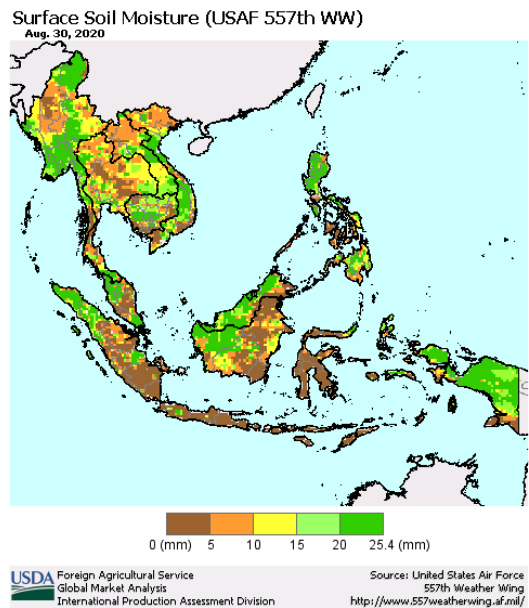 Surface Soil Moisture (USAF 557th WW)
Aug. 30, 2020
0 (mm) 5 10 15 20 25.4 (mm)
USDA Foreign Agricultural Service
Global Market Analysis
International Production Assessment Division
Source: United States Air Force
557th Weather Wing
http://www.557weatherwing.af.mil/